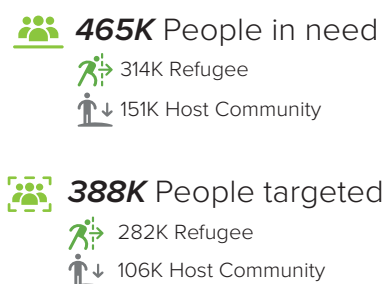 465K People in need
314K Refugee
151K Host Community
388K People targeted
282K Refugee
106K Host Community